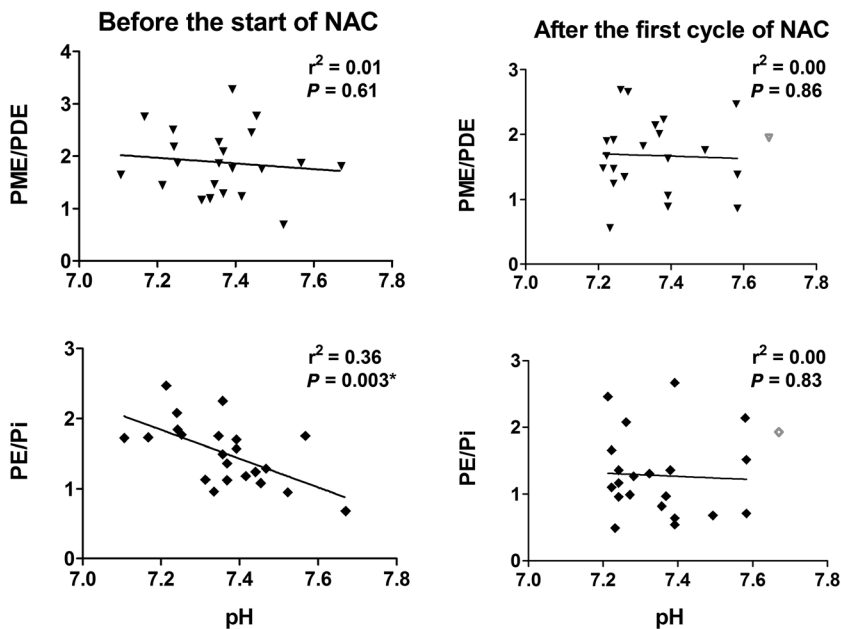 Before the start of NAC
After the first cycle of NAC
PME/PDE
4
3
2
1
0
r² = 0.01
P = 0.61
7.0
7.2
7.4
7.6
7.8
PME/PDE
3
2
1
0
r² = 0.00
P = 0.86
7.0
7.2
7.4
7.6
7.8
PE/Pi
3
2
1
0
r² = 0.36
P = 0.003*
7.0
7.2
7.4
7.6
7.8
pH
PE/Pi
3
2
1
0
r² = 0.00
P = 0.83
7.0
7.2
7.4
7.6
7.8
pH